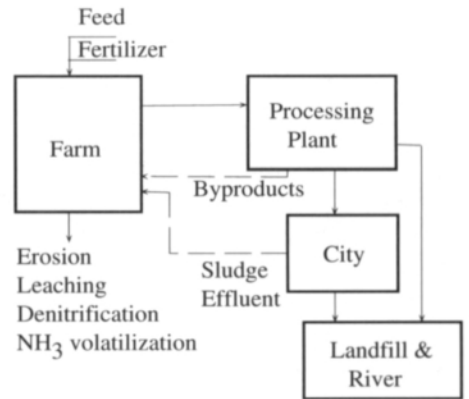 Feed
Fertilizer
Processing
Plant
Farm
Byproducts
City
Sludge
Effluent
Erosion
Leaching
Denitrification
NH3 volatilization
Landfill &
River